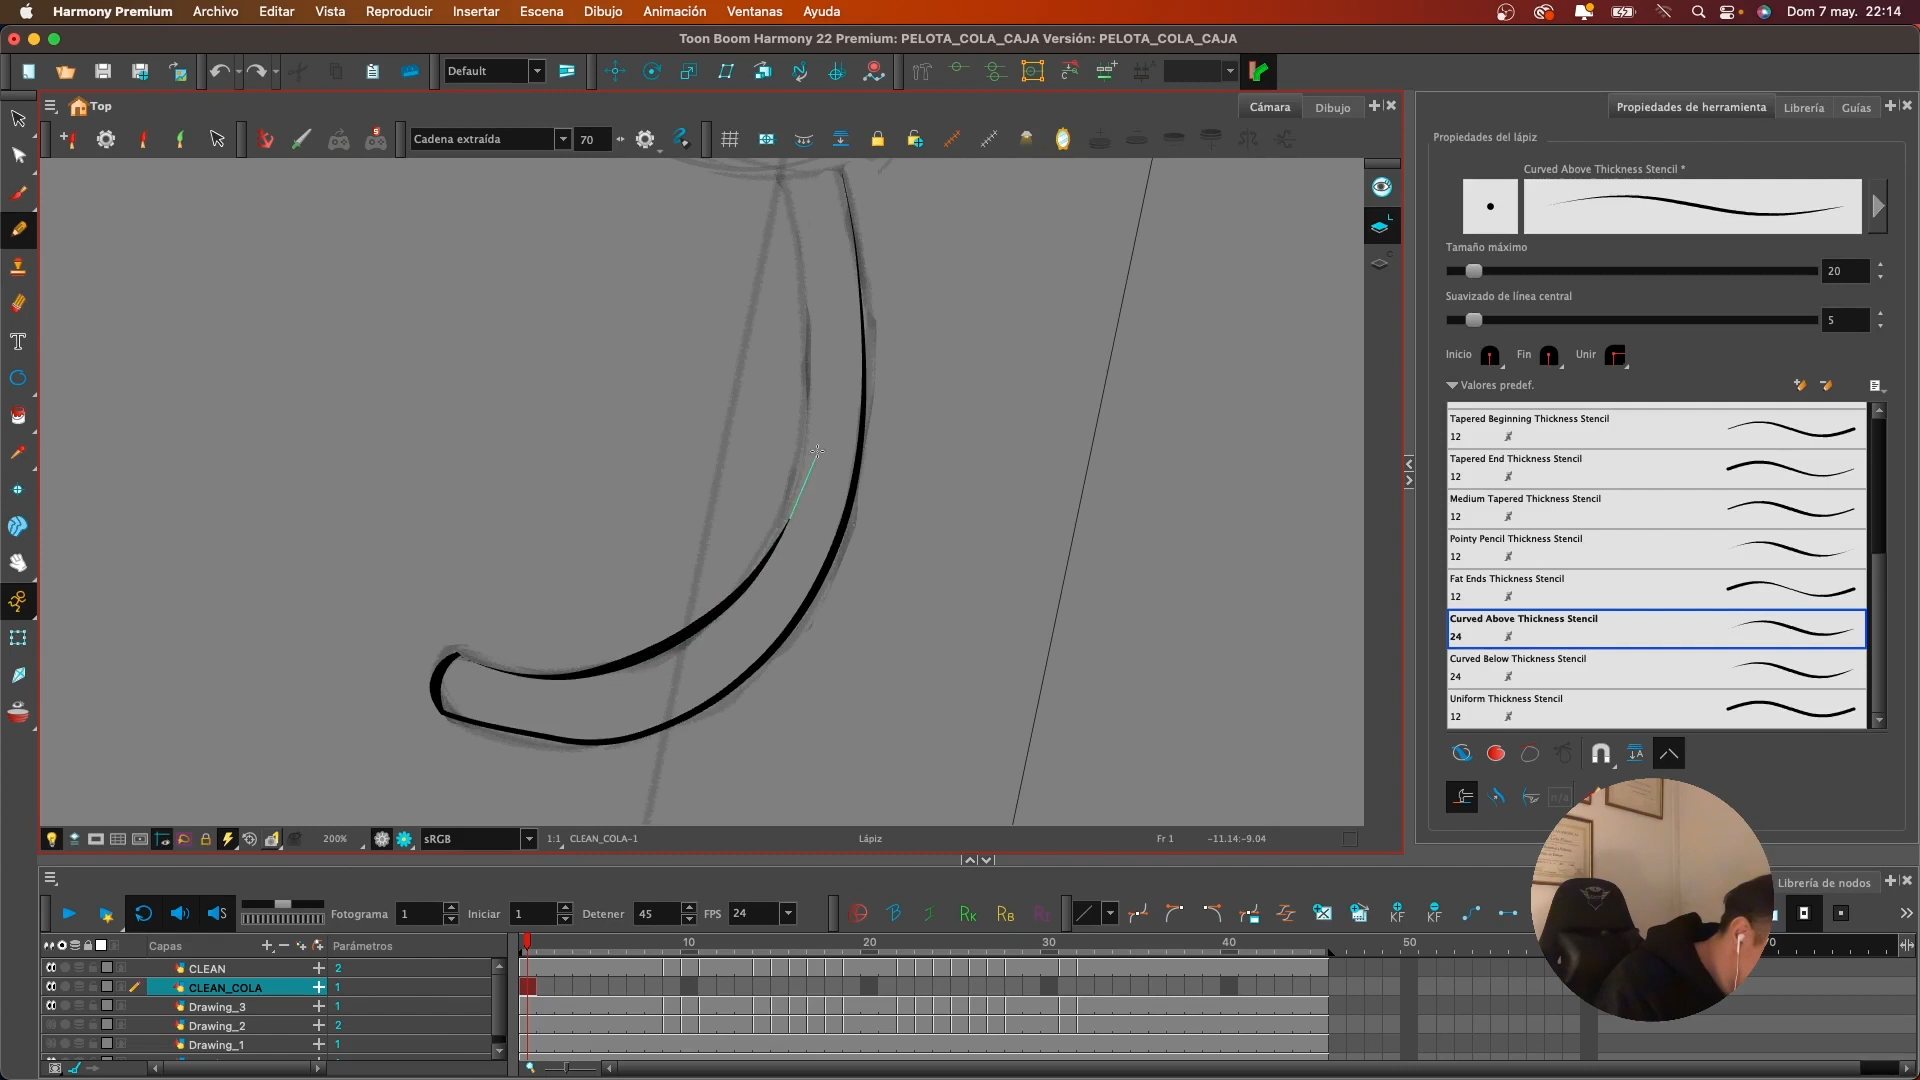 Harmony Premium Archivo Editar Vista Reproducir Insertar Escena Dibujo Animación Ventanas Ayuda Dom 7 may. 22:14
Toon Boom Harmony 22 Premium: PELOTA_COLA_CAJA Versión: PELOTA_COLA_CAJA
Default
Top Cámara Dibujo
Propiedades de herramienta Librería Guías
Cadena extraída 70
Propiedades del lápiz
Curved Above Thickness Stencil *
Tamaño máximo
20
Suavizado de línea central
5
Inicio Fin Unir
Valores predef.
Tapered Beginning Thickness Stencil
12
Tapered End Thickness Stencil
12
Medium Tapered Thickness Stencil
12
Pointy Pencil Thickness Stencil
12
Fat Ends Thickness Stencil
12
Curved Above Thickness Stencil
24
Curved Below Thickness Stencil
24
Uniform Thickness Stencil
12
n/a
200% sRGB 1:1 CLEAN_COLA-1 Lápiz Fr 1 -11.14:-9.04
Librería de nodos
Fotograma 1 Iniciar 1 Detener 45 FPS 24
Capas Parámetros
10 20 30 40 50 70
CLEAN 2
CLEAN_COLA 1
Drawing_3 1
Drawing_2 2
Drawing_1 1